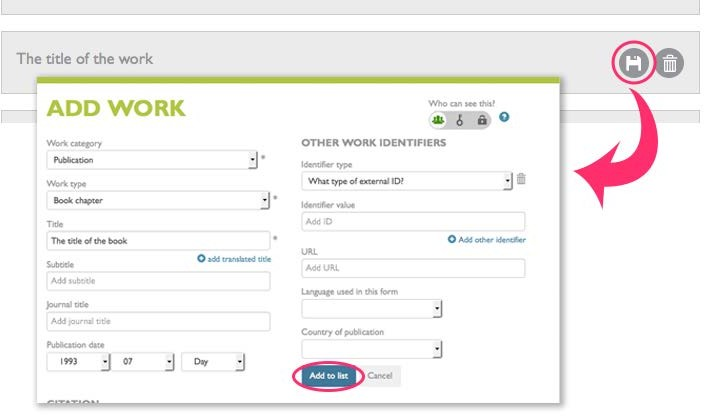 The title of the work
ADD WORK
Who can see this?
Work category
Publication
*
Work type
Book chapter
*
Title
The title of the book
*
add translated title
Subtitle
Add subtitle
Journal title
Add journal title
Publication date
1993 07 Day
CITATION
OTHER WORK IDENTIFIERS
Identifier type
What type of external ID?
Identifier value
Add ID
Add other identifier
URL
Add URL
Language used in this form
Country of publication
Add to list Cancel